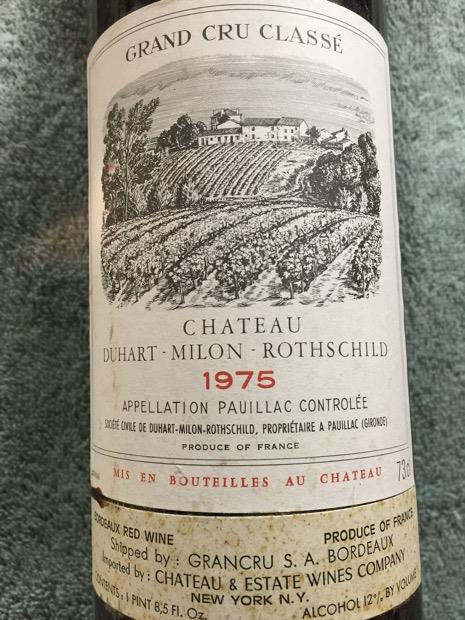 GRAND CRU CLASSÉ
CHATEAU
DUHART - MILON - ROTHSCHILD
1975
APPELLATION PAUILLAC CONTROLÉE
SOCIÉTÉ CIVILE DE DUHART-MILON-ROTHSCHILD, PROPRIÉTAIRE A PAUILLAC (GIRONDE)
PRODUCE OF FRANCE
MIS EN BOUTEILLES AU CHATEAU 73cl
BORDEAUX RED WINE PRODUCE OF FRANCE
Shipped by : GRANCRU S. A. BORDEAUX
Imported by : CHATEAU & ESTATE WINES COMPANY
NEW YORK N.Y.
CONTENTS : 1 PINT 8,5 Fl. Oz. ALCOHOL 12% BY VOLUME